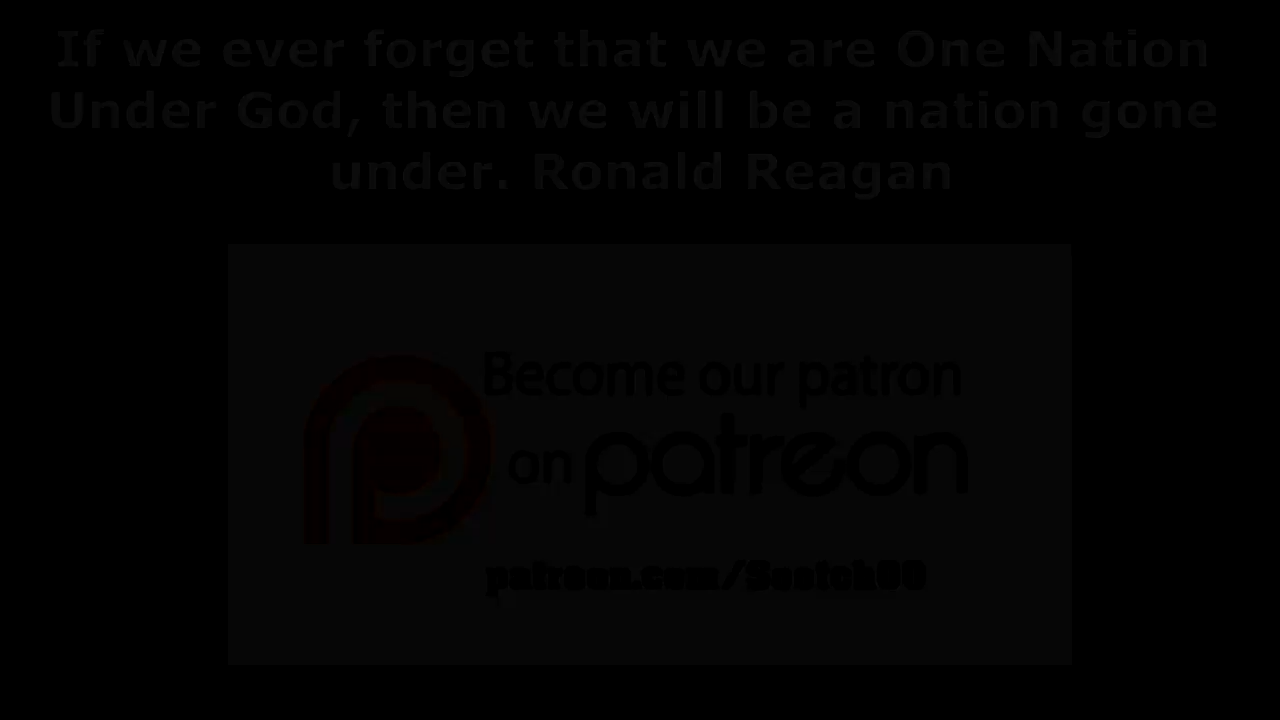 If we ever forget that we are One Nation
Under God, then we will be a nation gone
under. Ronald Reagan
Become our patron
on patreon